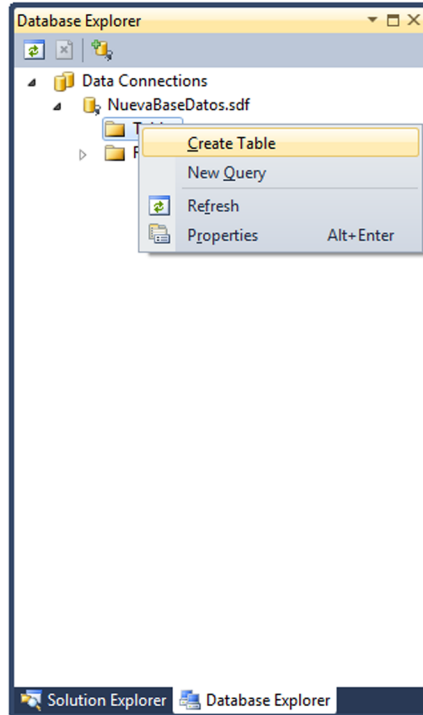 Database Explorer
Data Connections
NuevaBaseDatos.sdf
Create Table
New Query
Refresh
Properties Alt+Enter
Solution Explorer Database Explorer